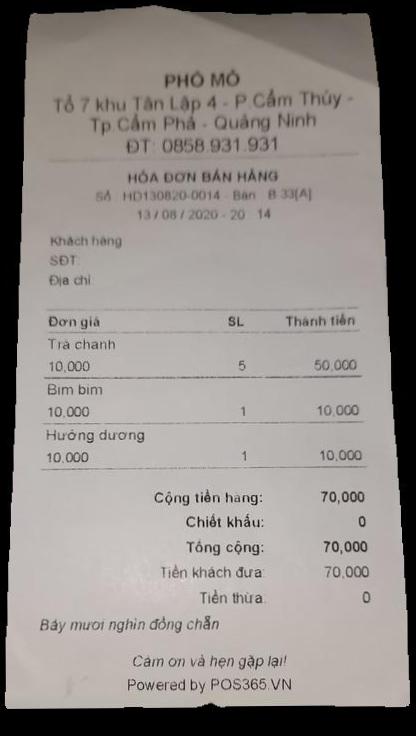 PHỐ MỎ
Tổ 7 khu Tân Lập 4 - P.Cẩm Thủy -
Tp.Cẩm Phả - Quảng Ninh
ĐT: 0858.931.931
HÓA ĐƠN BÁN HÀNG
Số : HD130820-0014 - Bàn : B.33[A]
13 / 08 / 2020 - 20 : 14
Khách hàng
SĐT:
Địa chỉ
Đơn giá SL Thành tiền
Trà chanh
10,000 5 50,000
Bim bim
10,000 1 10,000
Hướng dương
10,000 1 10,000
Cộng tiền hàng: 70,000
Chiết khấu: 0
Tổng cộng: 70,000
Tiền khách đưa: 70,000
Tiền thừa: 0
Bảy mươi nghìn đồng chẵn
Cảm ơn và hẹn gặp lại!
Powered by POS365.VN